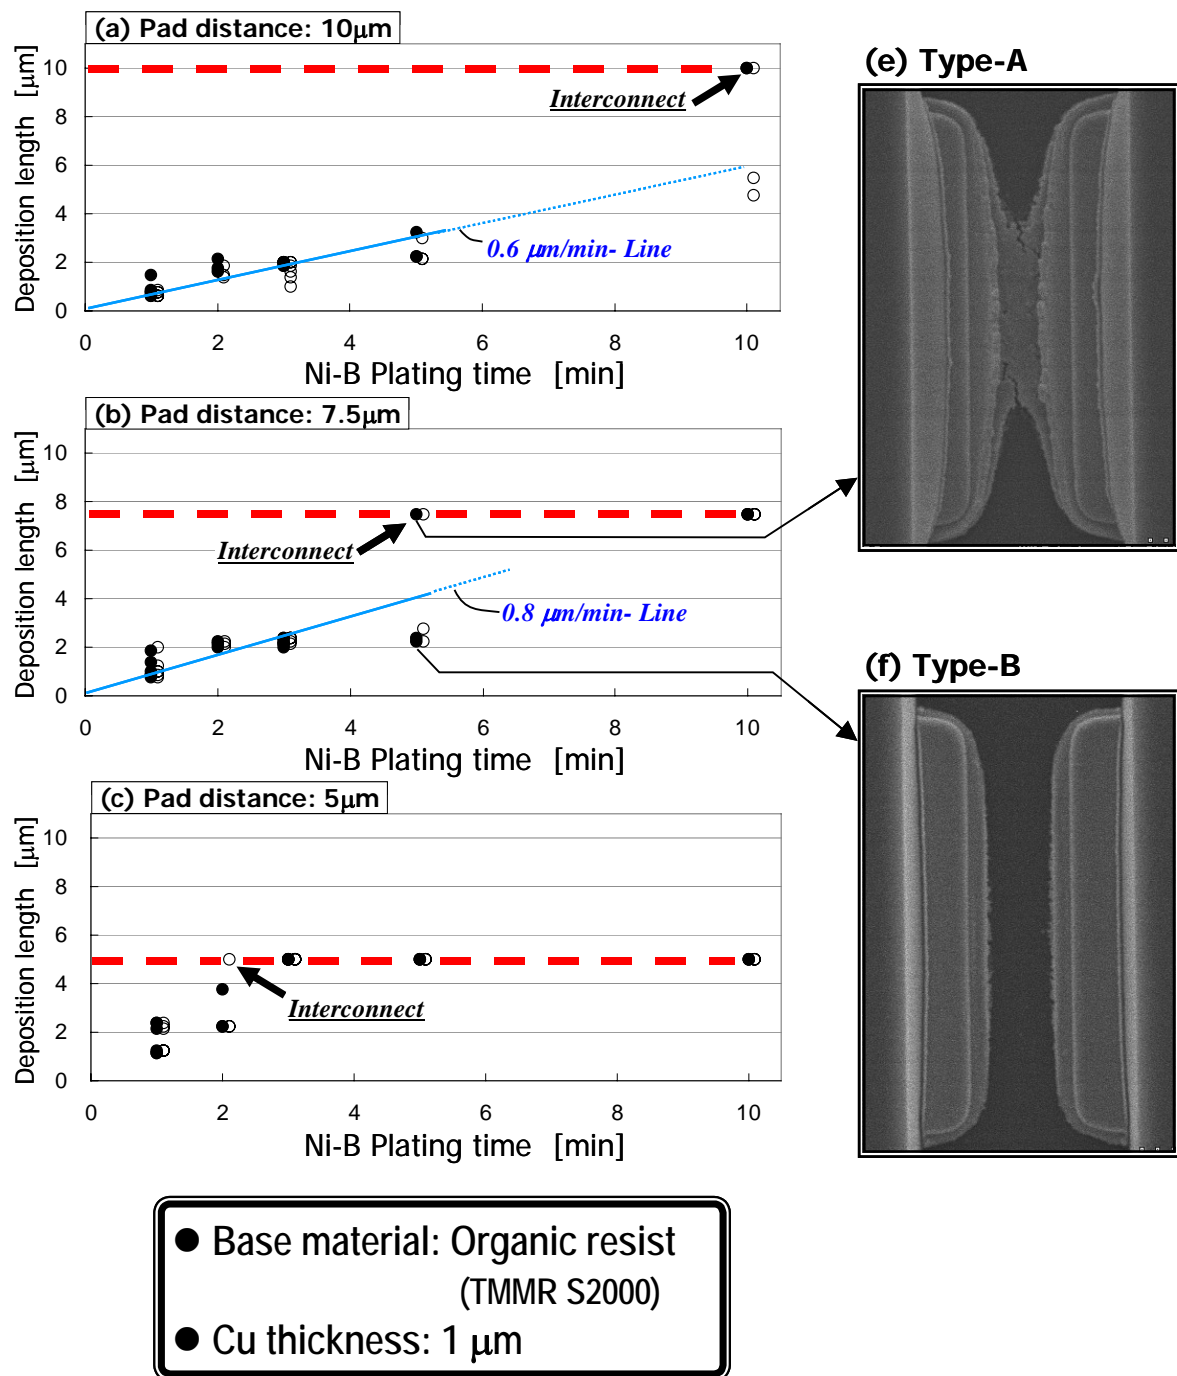 (a) Pad distance: 10μm
Deposition length [μm]
10
8
6
4
2
0
Interconnect
0.6 μm/min- Line
0 2 4 6 8 10
Ni-B Plating time [min]
(b) Pad distance: 7.5μm
Deposition length [μm]
10
8
6
4
2
0
Interconnect
0.8 μm/min- Line
0 2 4 6 8 10
Ni-B Plating time [min]
(c) Pad distance: 5μm
Deposition length [μm]
10
8
6
4
2
0
Interconnect
0 2 4 6 8 10
Ni-B Plating time [min]
(e) Type-A
(f) Type-B
● Base material: Organic resist
(TMMR S2000)
● Cu thickness: 1 μm